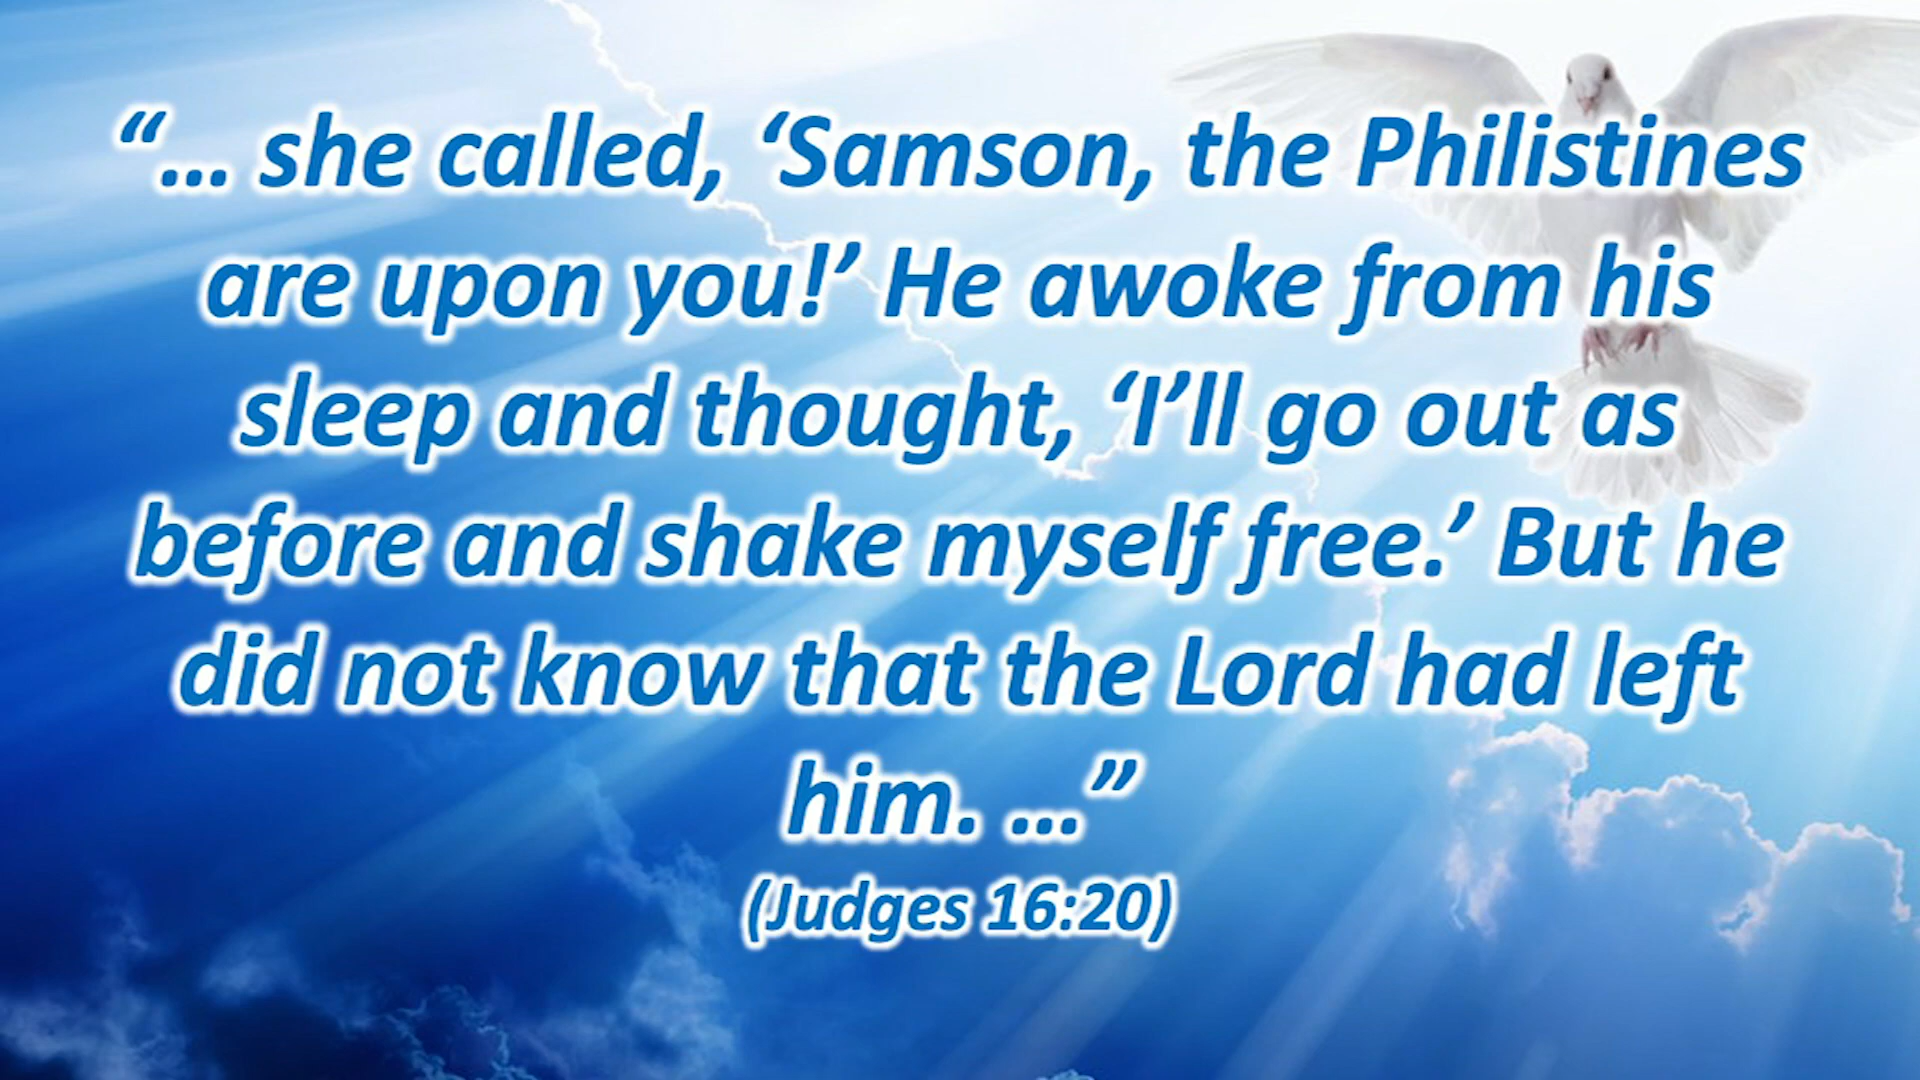 “… she called, ‘Samson, the Philistines
are upon you!’ He awoke from his
sleep and thought, ‘I’ll go out as
before and shake myself free.’ But he
did not know that the Lord had left
him. …”
(Judges 16:20)